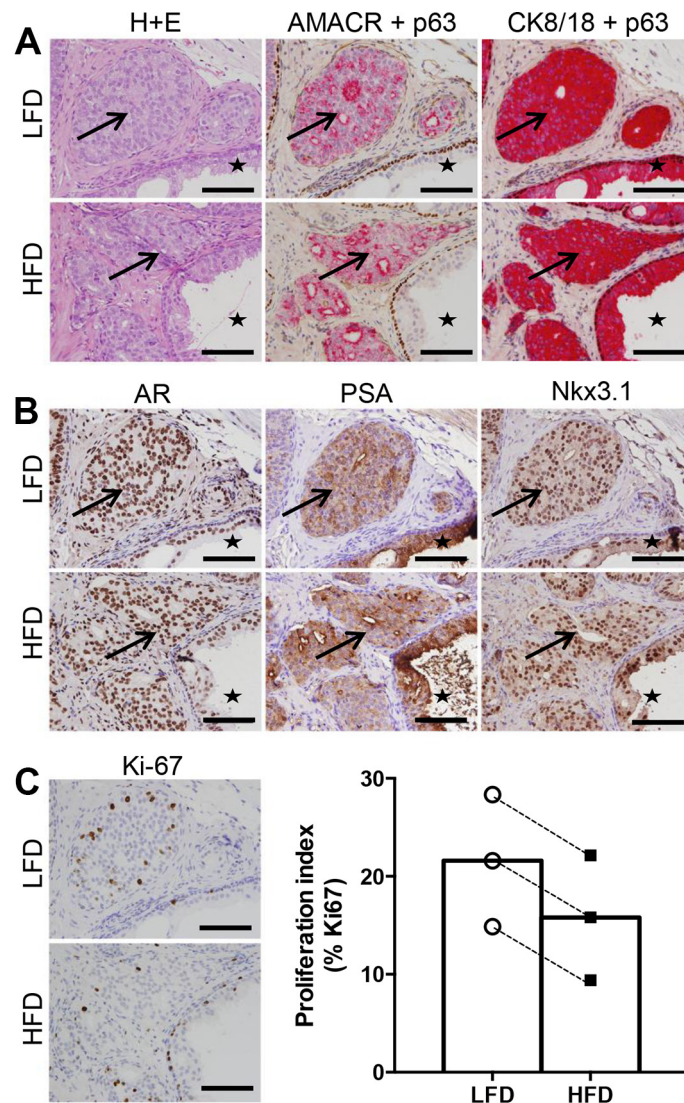 A
H+E
AMACR + p63
CK8/18 + p63
LFD
HFD
B
AR
PSA
Nkx3.1
LFD
HFD
C
Ki-67
LFD
HFD
Proliferation index
(% Ki67)
30
20
10
0
LFD
HFD